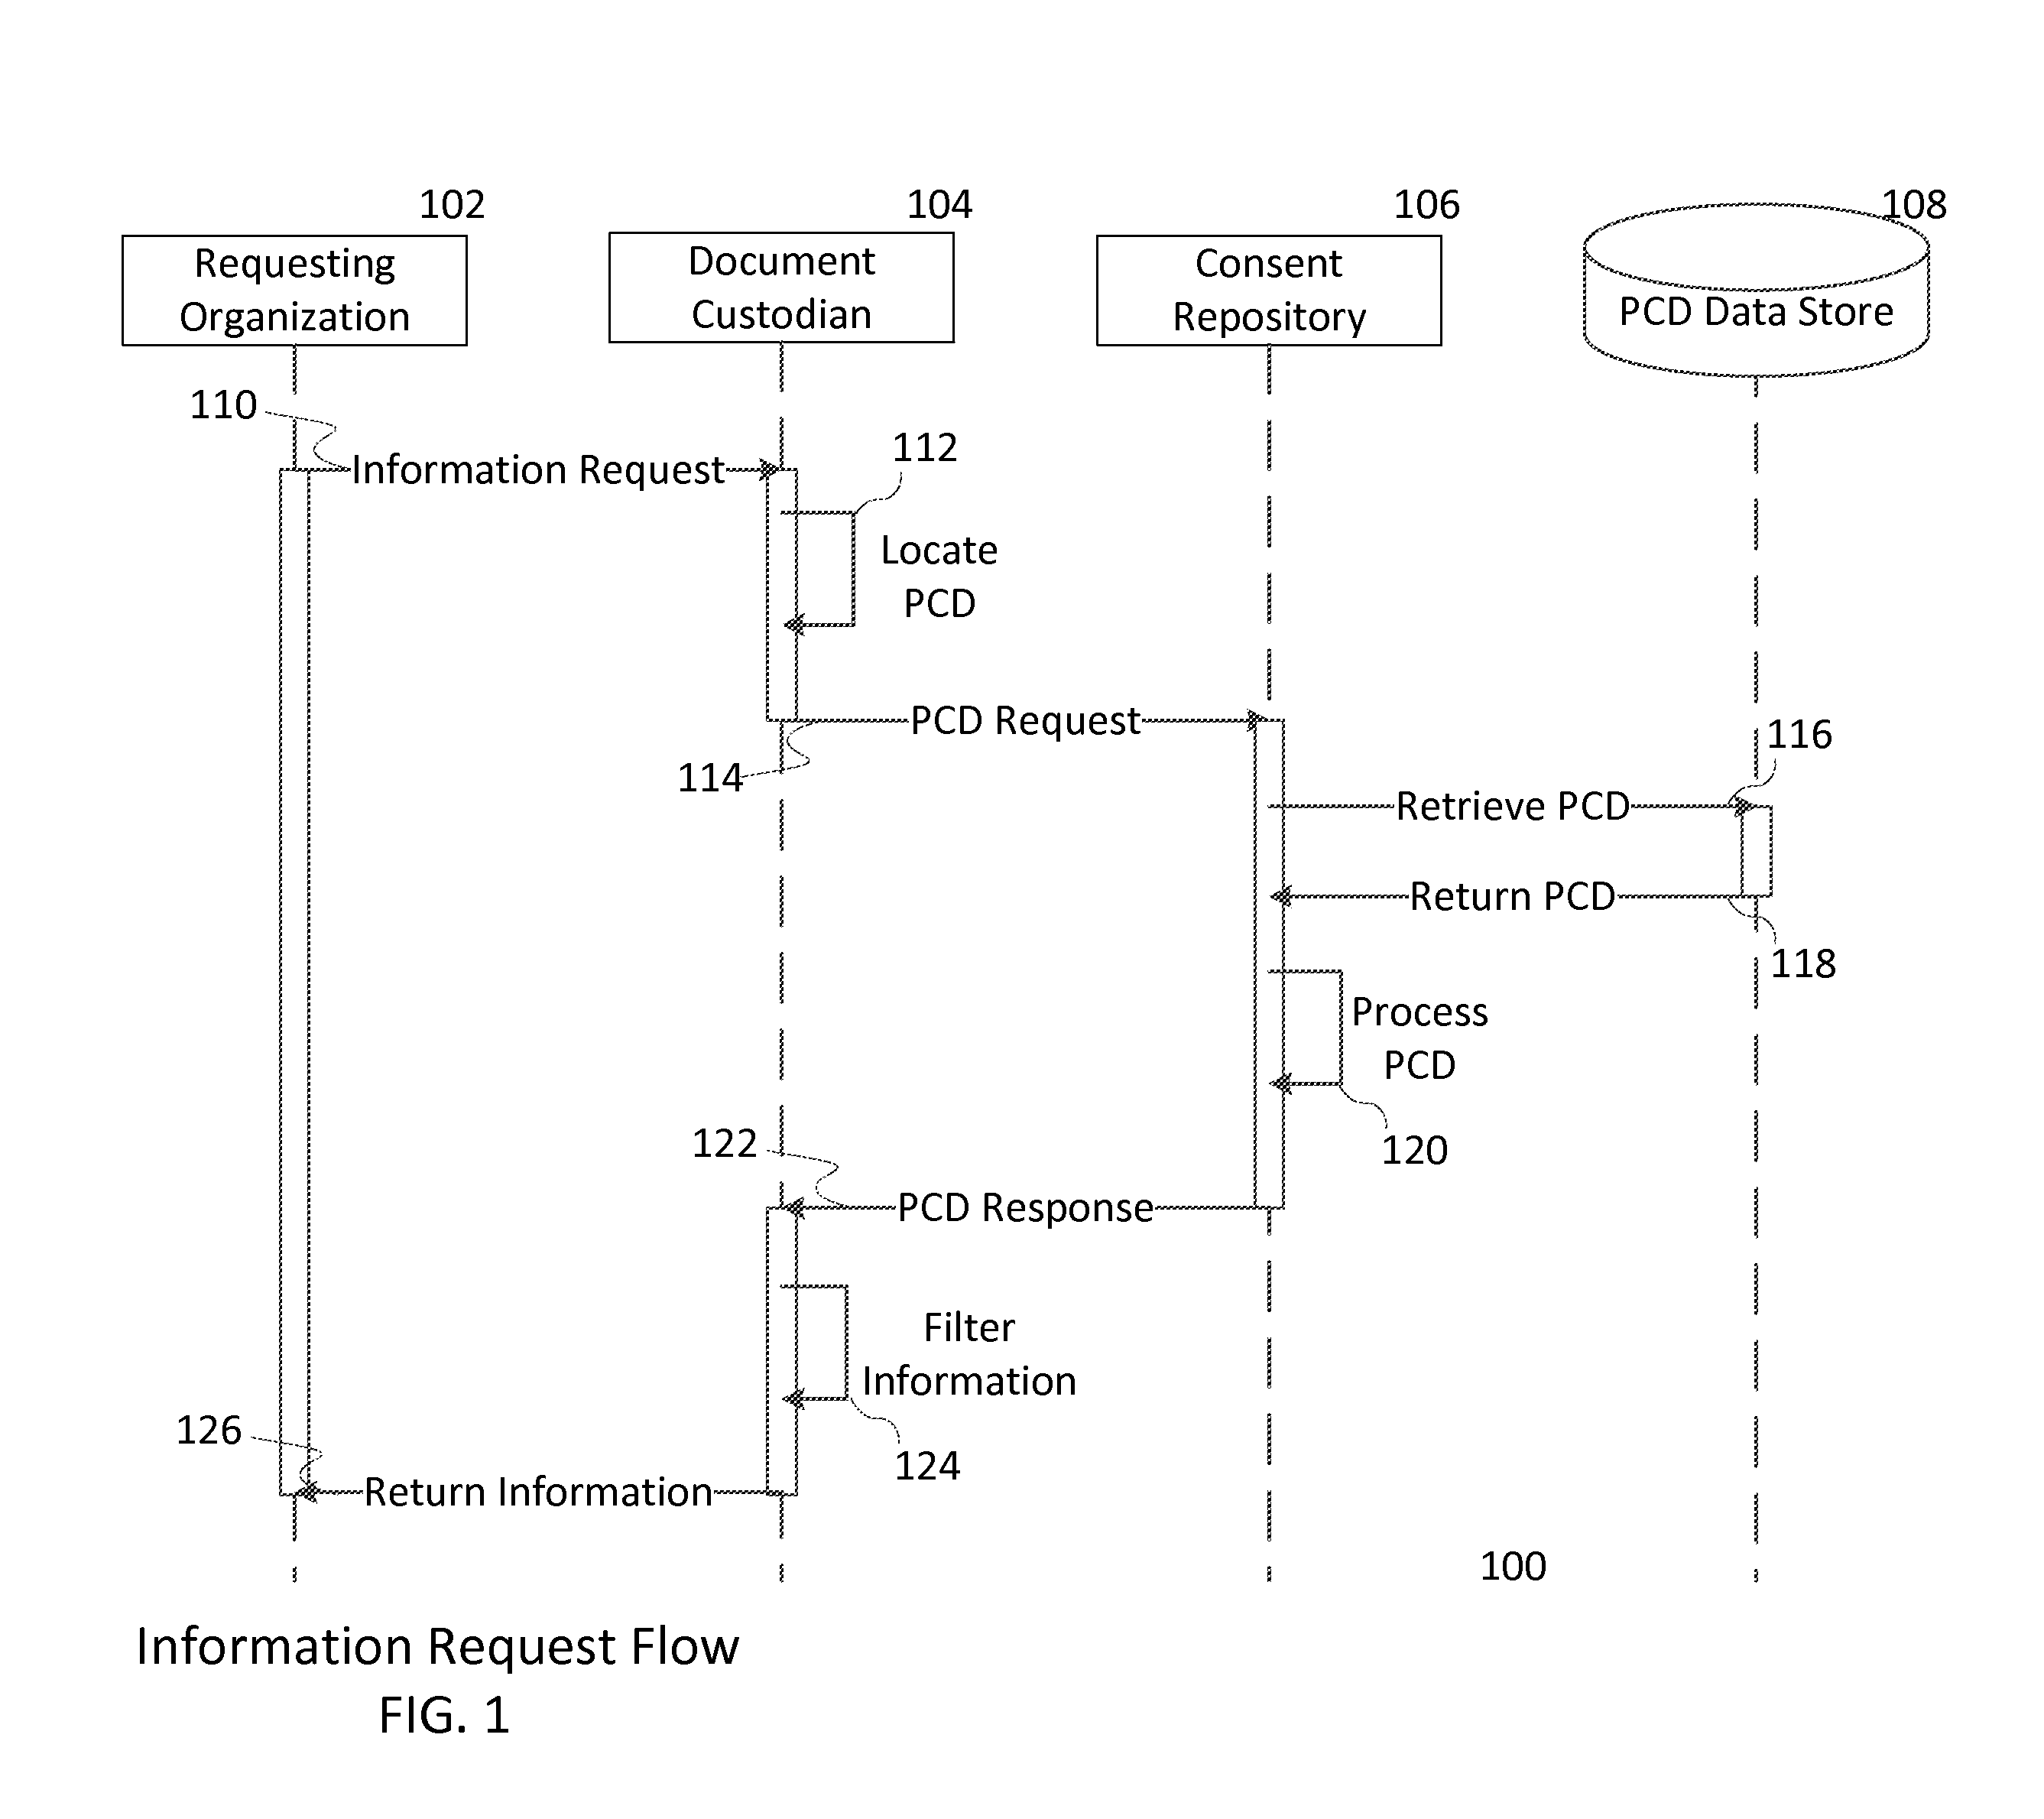 102
104
106
108
Requesting
Organization
Document
Custodian
Consent
Repository
PCD Data Store
110
Information Request
112
Locate
PCD
PCD Request
114
116
Retrieve PCD
Return PCD
118
Process
PCD
120
122
PCD Response
Filter
Information
124
126
Return Information
100
Information Request Flow
FIG. 1